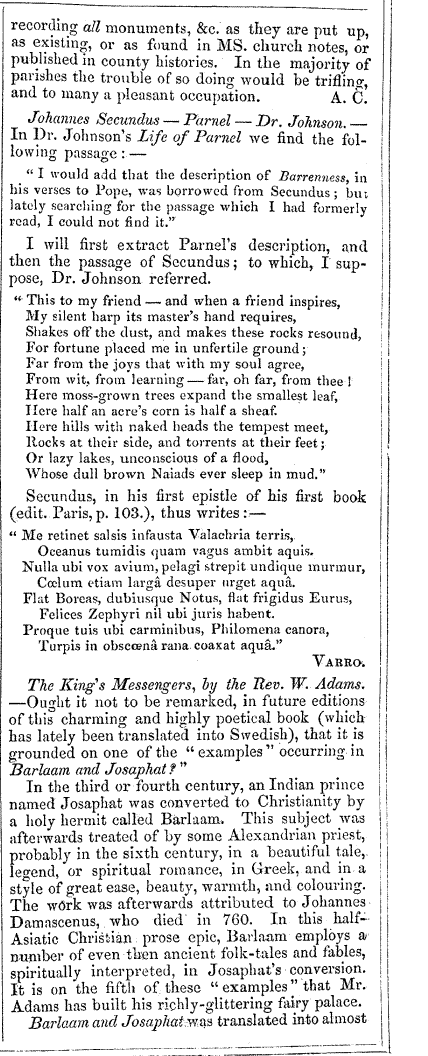 recording all monuments, &c. as they are put up,
as existing, or as found in MS. church notes, or
published in county histories. In the majority of
parishes the trouble of so doing would be trifling,
and to many a pleasant occupation. A. C.
Johannes Secundus — Parnel — Dr. Johnson. —
In Dr. Johnson's Life of Parnel we find the fol-
lowing passage : —
“ I would add that the description of Barrenness, in
his verses to Pope, was borrowed from Secundus ; but
lately searching for the passage which I had formerly
read, I could not find it.”
I will first extract Parnel's description, and
then the passage of Secundus ; to which, I sup-
pose, Dr. Johnson referred.
“ This to my friend — and when a friend inspires,
My silent harp its master's hand requires,
Shakes off the dust, and makes these rocks resound,
For fortune placed me in unfertile ground ;
Far from the joys that with my soul agree,
From wit, from learning — far, oh far, from thee !
Here moss-grown trees expand the smallest leaf,
Here half an acre's corn is half a sheaf.
Here hills with naked heads the tempest meet,
Rocks at their side, and torrents at their feet ;
Or lazy lakes, unconscious of a flood,
Whose dull brown Naiads ever sleep in mud.”
Secundus, in his first epistle of his first book
(edit. Paris, p. 103.), thus writes : —
“ Me retinet salsis infausta Valachria terris,
Oceanus tumidis quam vagus ambit aquis.
Nulla ubi vox avium, pelagi strepit undique murmur,
Cœlum etiam largâ desuper urget aquâ.
Flat Boreas, dubiusque Notus, flat frigidus Eurus,
Felices Zephyri nil ubi juris habent.
Proque tuis ubi carminibus, Philomena canora,
Turpis in obscœnâ rana coaxat aquâ.”
VARRO.
The King's Messengers, by the Rev. W. Adams.
—Ought it not to be remarked, in future editions
of this charming and highly poetical book (which
has lately been translated into Swedish), that it is
grounded on one of the “ examples ” occurring in
Barlaam and Josaphat ? ”
In the third or fourth century, an Indian prince
named Josaphat was converted to Christianity by
a holy hermit called Barlaam. This subject was
afterwards treated of by some Alexandrian priest,
probably in the sixth century, in a beautiful tale,
legend, or spiritual romance, in Greek, and in a
style of great ease, beauty, warmth, and colouring.
The work was afterwards attributed to Johannes
Damascenus, who died in 760. In this half-
Asiatic Christian prose epic, Barlaam employs a
number of even then ancient folk-tales and fables,
spiritually interpreted, in Josaphat's conversion.
It is on the fifth of these “ examples ” that Mr.
Adams has built his richly-glittering fairy palace.
Barlaam and Josaphat was translated into almost